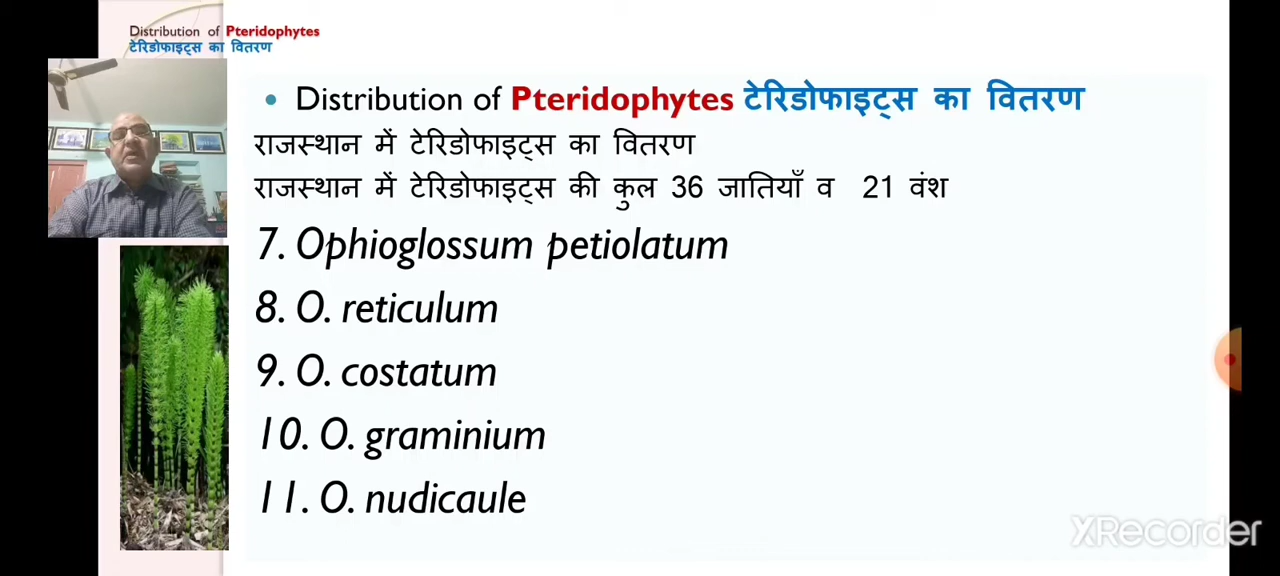 Distribution of Pteridophytes
टेरिडोफाइट्स का वितरण
• Distribution of Pteridophytes टेरिडोफाइट्स का वितरण
राजस्थान में टेरिडोफाइट्स का वितरण
राजस्थान में टेरिडोफाइट्स की कुल 36 जातियाँ व 21 वंश
7. Ophioglossum petiolatum
8. O. reticulum
9. O. costatum
10. O. graminium
11. O. nudicaule
XRecorder